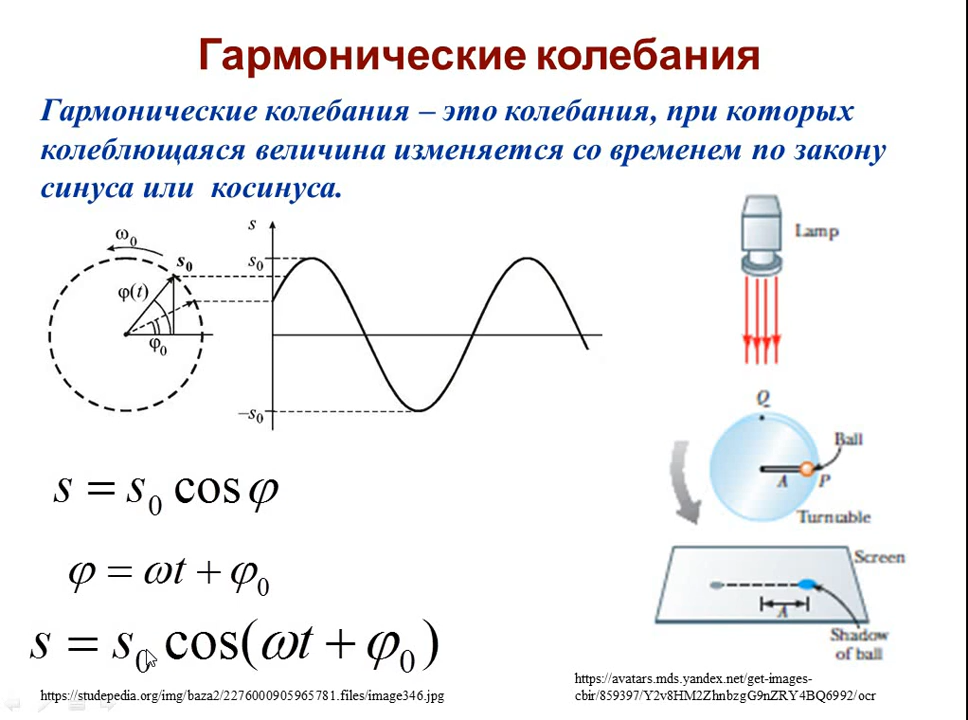 Гармонические колебания
Гармонические колебания – это колебания, при которых
колеблющаяся величина изменяется со временем по закону
синуса или косинуса.
ω₀
s₀
φ(t)
φ₀
s
s₀
–s₀
Lamp
Q
Ball
A
P
Turntable
Screen
A
Shadow
of ball
s = s₀ cos φ
φ = ωt + φ₀
s = s₀ cos(ωt + φ₀)
https://studepedia.org/img/baza2/2276000905965781.files/image346.jpg
https://avatars.mds.yandex.net/get-images-
cbir/859397/Y2v8HM2ZhnbzgG9nZRY4BQ6992/ocr